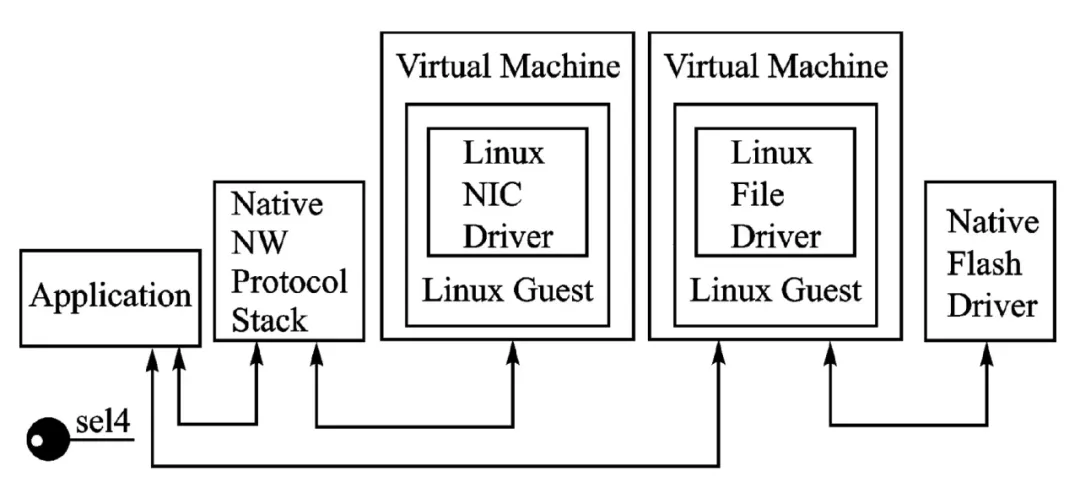 Application
Native
NW
Protocol
Stack
Virtual Machine
Linux
NIC
Driver
Linux Guest
Virtual Machine
Linux
File
Driver
Linux Guest
Native
Flash
Driver
sel4